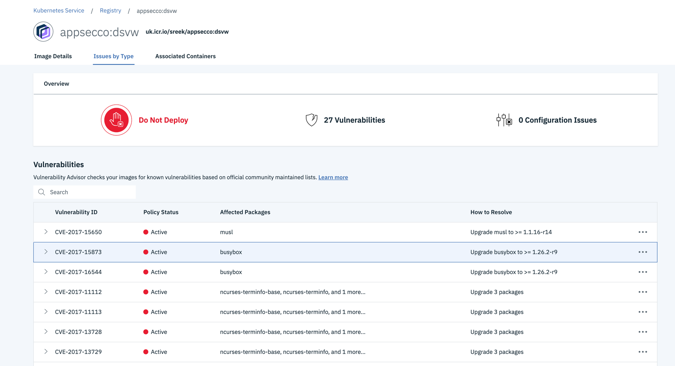 Kubernetes Service / Registry / appsecco:dsvw
appsecco:dsvw uk.icr.io/sreek/appsecco:dsvw
Image Details Issues by Type Associated Containers
Overview
Do Not Deploy 27 Vulnerabilities 0 Configuration Issues
Vulnerabilities
Vulnerability Advisor checks your images for known vulnerabilities based on official community maintained lists. Learn more
Search
Vulnerability ID Policy Status Affected Packages How to Resolve
CVE-2017-15650 Active musl Upgrade musl to >= 1.1.16-r14
CVE-2017-15873 Active busybox Upgrade busybox to >= 1.26.2-r9
CVE-2017-16544 Active busybox Upgrade busybox to >= 1.26.2-r9
CVE-2017-11112 Active ncurses-terminfo-base, ncurses-terminfo, and 1 more... Upgrade 3 packages
CVE-2017-11113 Active ncurses-terminfo-base, ncurses-terminfo, and 1 more... Upgrade 3 packages
CVE-2017-13728 Active ncurses-terminfo-base, ncurses-terminfo, and 1 more... Upgrade 3 packages
CVE-2017-13729 Active ncurses-terminfo-base, ncurses-terminfo, and 1 more... Upgrade 3 packages